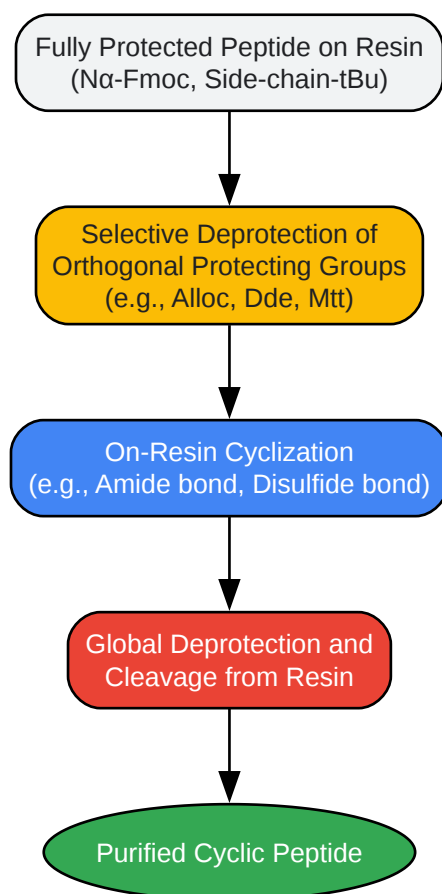 Fully Protected Peptide on Resin
(Nα-Fmoc, Side-chain-tBu)
Selective Deprotection of
Orthogonal Protecting Groups
(e.g., Alloc, Dde, Mtt)
On-Resin Cyclization
(e.g., Amide bond, Disulfide bond)
Global Deprotection and
Cleavage from Resin
Purified Cyclic Peptide